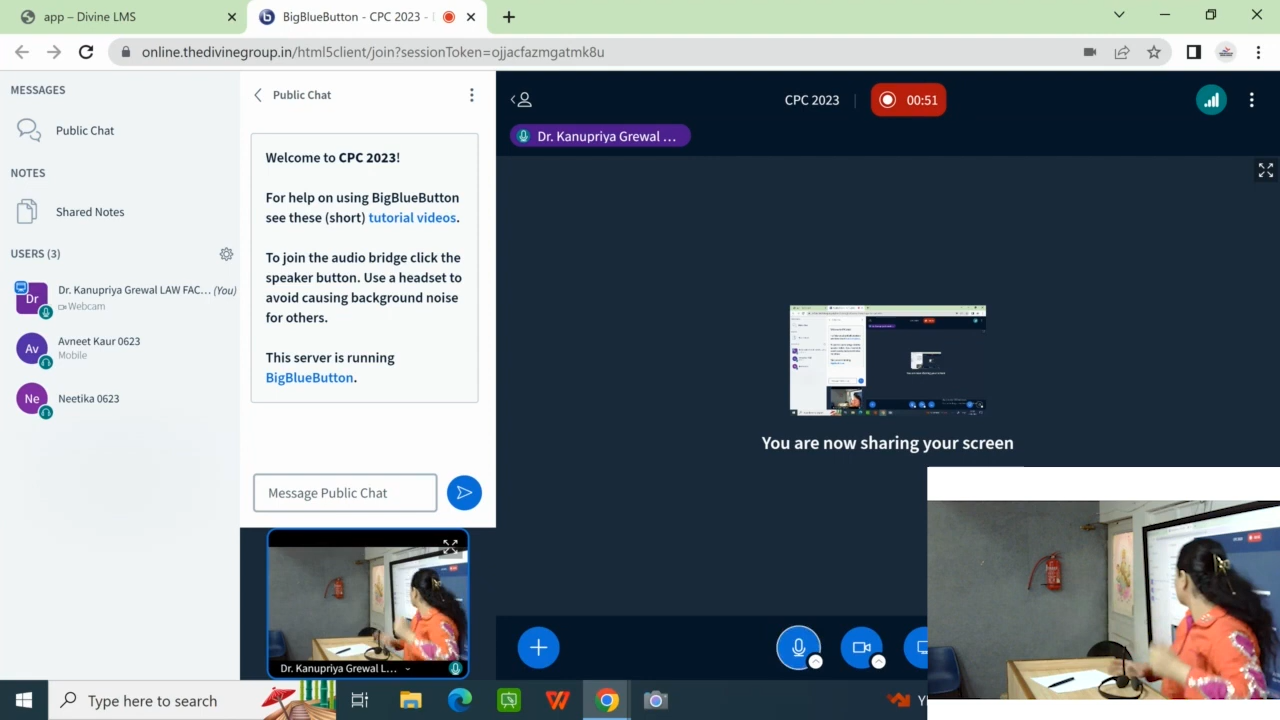 app – Divine LMS
BigBlueButton - CPC 2023 -
online.thedivinegroup.in/html5client/join?sessionToken=ojjacfazmgatmk8u
MESSAGES
Public Chat
NOTES
Shared Notes
USERS (3)
Dr
Dr. Kanupriya Grewal LAW FAC... (You)
Webcam
Av
Avneet Kaur 0623
Mobile
Ne
Neetika 0623
Public Chat
Welcome to CPC 2023!
For help on using BigBlueButton
see these (short) tutorial videos.
To join the audio bridge click the
speaker button. Use a headset to
avoid causing background noise
for others.
This server is running
BigBlueButton.
Message Public Chat
Dr. Kanupriya Grewal L...
CPC 2023
00:51
Dr. Kanupriya Grewal ...
You are now sharing your screen
Type here to search